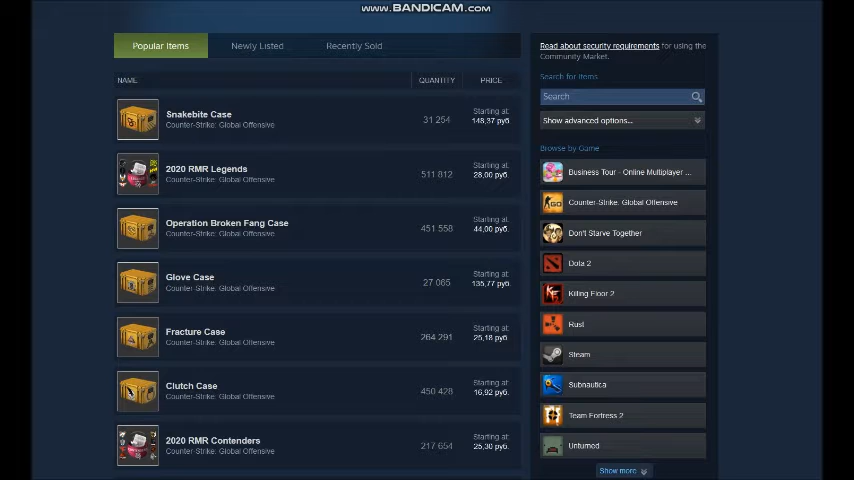 www.BANDICAM.com
Popular Items
Newly Listed
Recently Sold
NAME
QUANTITY
PRICE
Snakebite Case
Counter-Strike: Global Offensive
31 254
Starting at:
148,37 pуб.
2020 RMR Legends
Counter-Strike: Global Offensive
511 812
Starting at:
28,00 pуб.
Operation Broken Fang Case
Counter-Strike: Global Offensive
451 558
Starting at:
44,00 pуб.
Glove Case
Counter-Strike: Global Offensive
27 065
Starting at:
135,77 pуб.
Fracture Case
Counter-Strike: Global Offensive
264 291
Starting at:
25,18 pуб.
Clutch Case
Counter-Strike: Global Offensive
450 428
Starting at:
16,92 pуб.
2020 RMR Contenders
Counter-Strike: Global Offensive
217 654
Starting at:
25,30 pуб.
Read about security requirements for using the
Community Market.
Search for Items
Search
Show advanced options...
Browse by Game
Business Tour - Online Multiplayer ...
Counter-Strike: Global Offensive
Don't Starve Together
Dota 2
Killing Floor 2
Rust
Steam
Subnautica
Team Fortress 2
Unturned
Show more